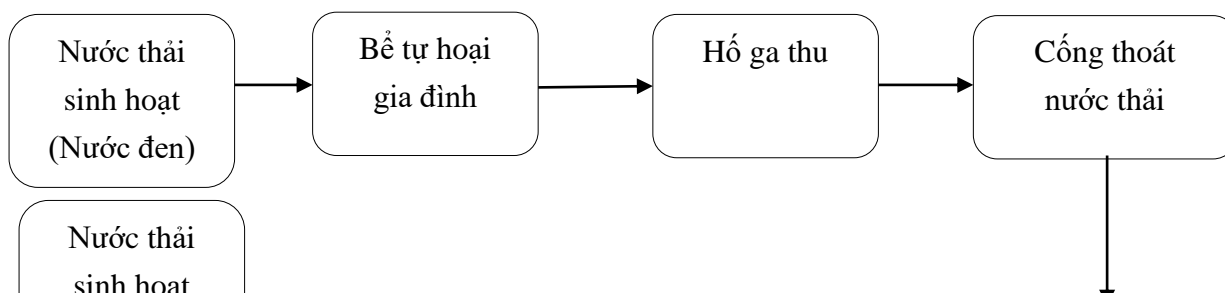 Nước thải
sinh hoạt
(Nước đen)
Bể tự hoại
gia đình
Hố ga thu
Cống thoát
nước thải
Nước thải
sinh hoạt